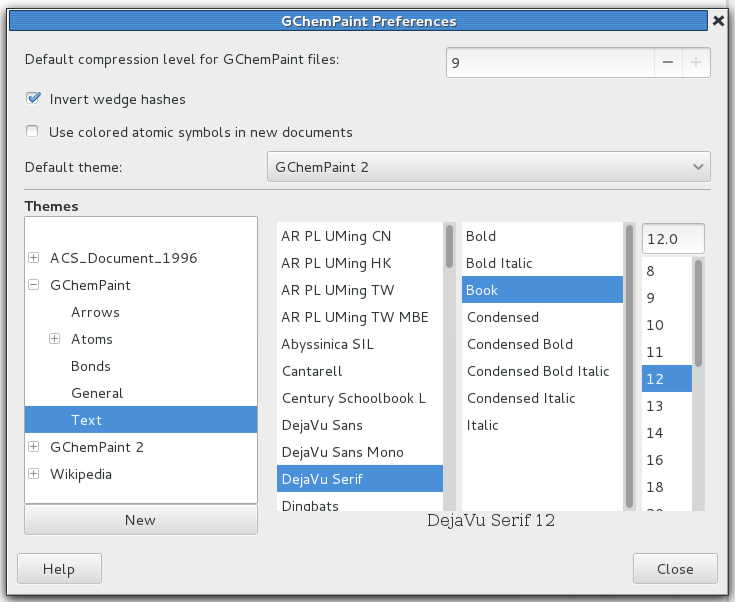 GChemPaint Preferences
Default compression level for GChemPaint files:
9
Invert wedge hashes
Use colored atomic symbols in new documents
Default theme:
GChemPaint 2
Themes
ACS_Document_1996
GChemPaint
Arrows
Atoms
Bonds
General
Text
GChemPaint 2
Wikipedia
New
AR PL UMing CN
AR PL UMing HK
AR PL UMing TW
AR PL UMing TW MBE
Abyssinica SIL
Cantarell
Century Schoolbook L
DejaVu Sans
DejaVu Sans Mono
DejaVu Serif
Dingbats
Bold
Bold Italic
Book
Condensed
Condensed Bold
Condensed Bold Italic
Condensed Italic
Italic
12.0
8
9
10
11
12
13
14
16
18
DejaVu Serif 12
Help
Close